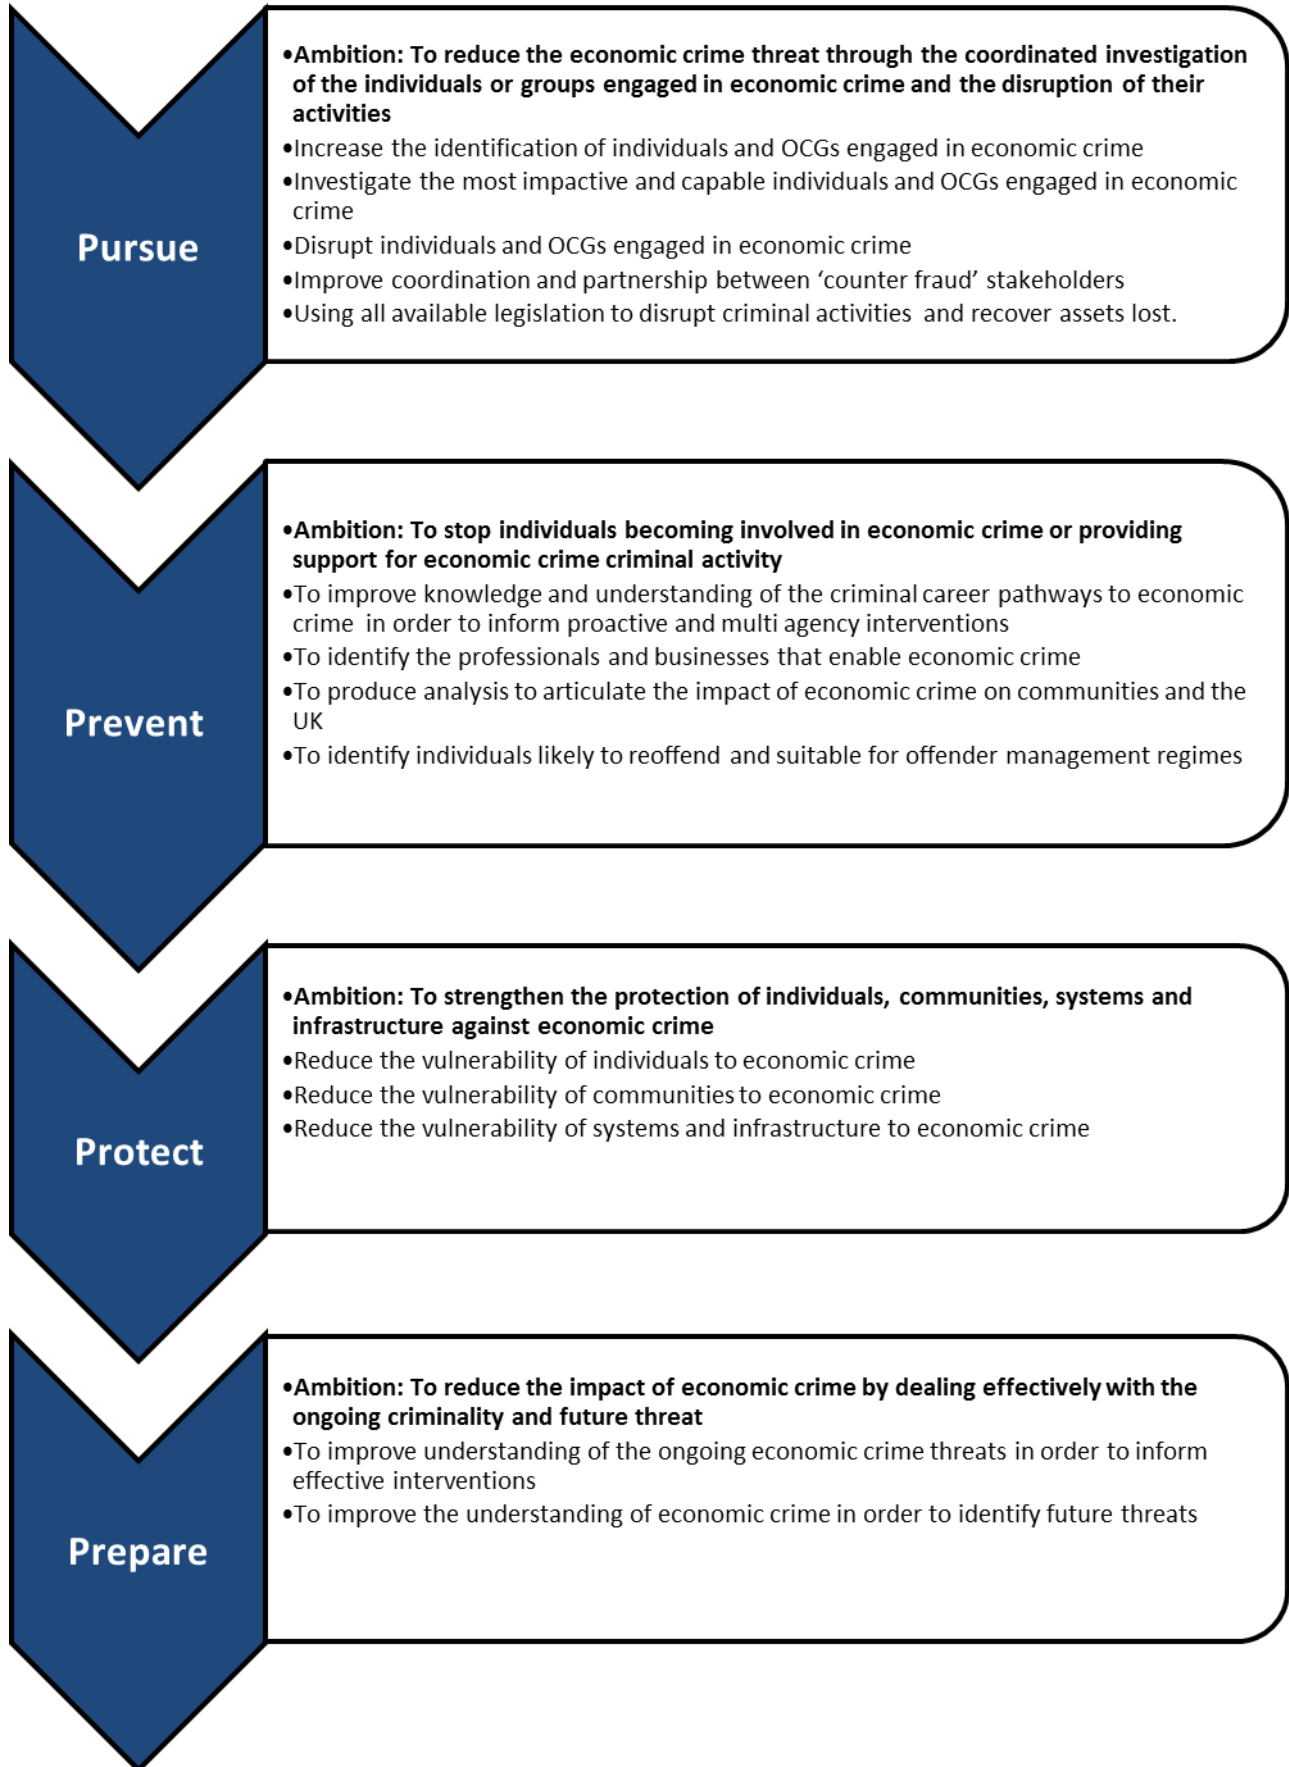 Pursue
•Ambition: To reduce the economic crime threat through the coordinated investigation
of the individuals or groups engaged in economic crime and the disruption of their
activities
•Increase the identification of individuals and OCGs engaged in economic crime
•Investigate the most impactive and capable individuals and OCGs engaged in economic
crime
•Disrupt individuals and OCGs engaged in economic crime
•Improve coordination and partnership between ‘counter fraud’ stakeholders
•Using all available legislation to disrupt criminal activities and recover assets lost.
Prevent
•Ambition: To stop individuals becoming involved in economic crime or providing
support for economic crime criminal activity
•To improve knowledge and understanding of the criminal career pathways to economic
crime in order to inform proactive and multi agency interventions
•To identify the professionals and businesses that enable economic crime
•To produce analysis to articulate the impact of economic crime on communities and the
UK
•To identify individuals likely to reoffend and suitable for offender management regimes
Protect
•Ambition: To strengthen the protection of individuals, communities, systems and
infrastructure against economic crime
•Reduce the vulnerability of individuals to economic crime
•Reduce the vulnerability of communities to economic crime
•Reduce the vulnerability of systems and infrastructure to economic crime
Prepare
•Ambition: To reduce the impact of economic crime by dealing effectively with the
ongoing criminality and future threat
•To improve understanding of the ongoing economic crime threats in order to inform
effective interventions
•To improve the understanding of economic crime in order to identify future threats